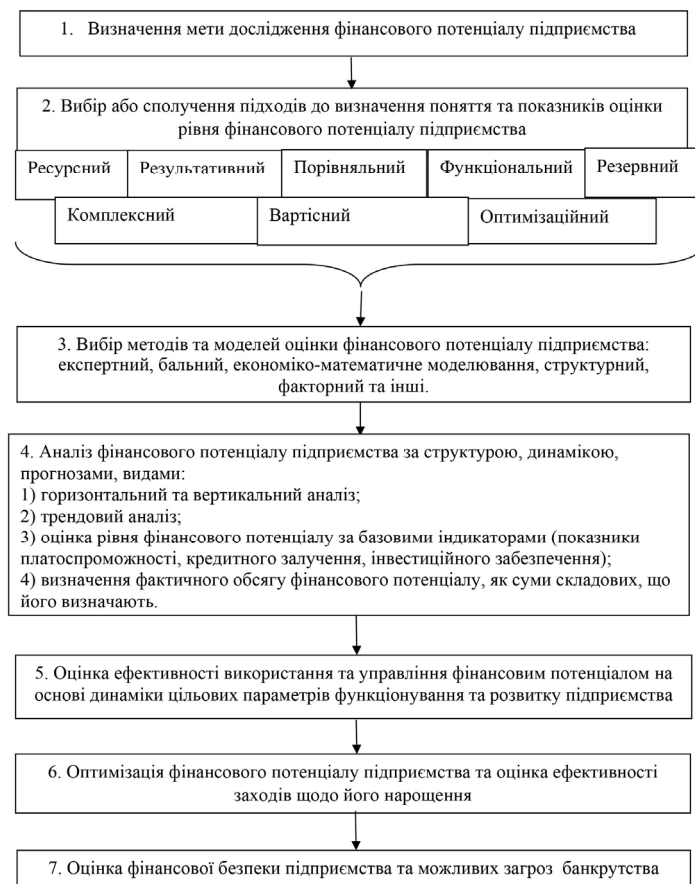 1. Визначення мети дослідження фінансового потенціалу підприємства
2. Вибір або сполучення підходів до визначення поняття та показників оцінки
рівня фінансового потенціалу підприємства
Ресурсний Результативний Порівняльний Функціональний Резервний
Комплексний Вартісний Оптимізаційний
3. Вибір методів та моделей оцінки фінансового потенціалу підприємства:
експертний, бальний, економіко-математичне моделювання, структурний,
факторний та інші.
4. Аналіз фінансового потенціалу підприємства за структурою, динамікою,
прогнозами, видами:
1) горизонтальний та вертикальний аналіз;
2) трендовий аналіз;
3) оцінка рівня фінансового потенціалу за базовими індикаторами (показники
платоспроможності, кредитного залучення, інвестиційного забезпечення);
4) визначення фактичного обсягу фінансового потенціалу, як суми складових, що
його визначають.
5. Оцінка ефективності використання та управління фінансовим потенціалом на
основі динаміки цільових параметрів функціонування та розвитку підприємства
6. Оптимізація фінансового потенціалу підприємства та оцінка ефективності
заходів щодо його нарощення
7. Оцінка фінансової безпеки підприємства та можливих загроз банкрутства